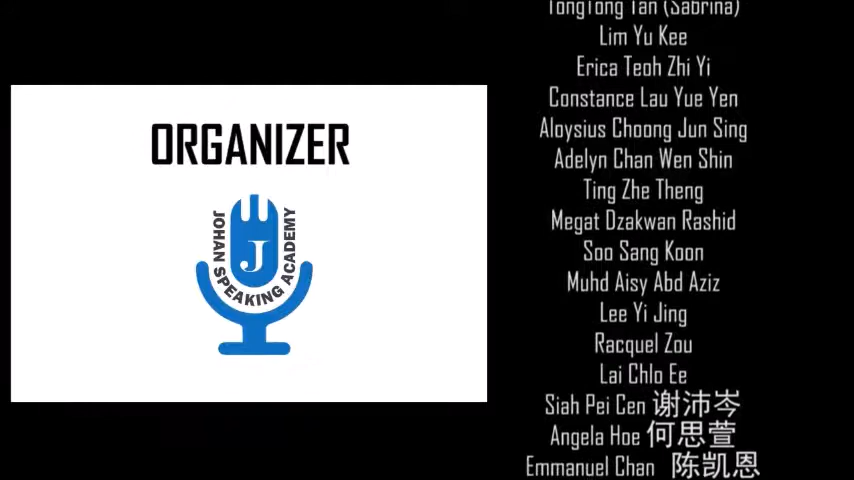 ORGANIZER
J
JOHAN SPEAKING ACADEMY
TongTong Tan (Sabrina)
Lim Yu Kee
Erica Teoh Zhi Yi
Constance Lau Yue Yen
Aloysius Choong Jun Sing
Adelyn Chan Wen Shin
Ting Zhe Theng
Megat Dzakwan Rashid
Soo Sang Koon
Muhd Aisy Abd Aziz
Lee Yi Jing
Racquel Zou
Lai Chlo Ee
Siah Pei Cen 谢沛岑
Angela Hoe 何思萱
Emmanuel Chan 陈凯恩